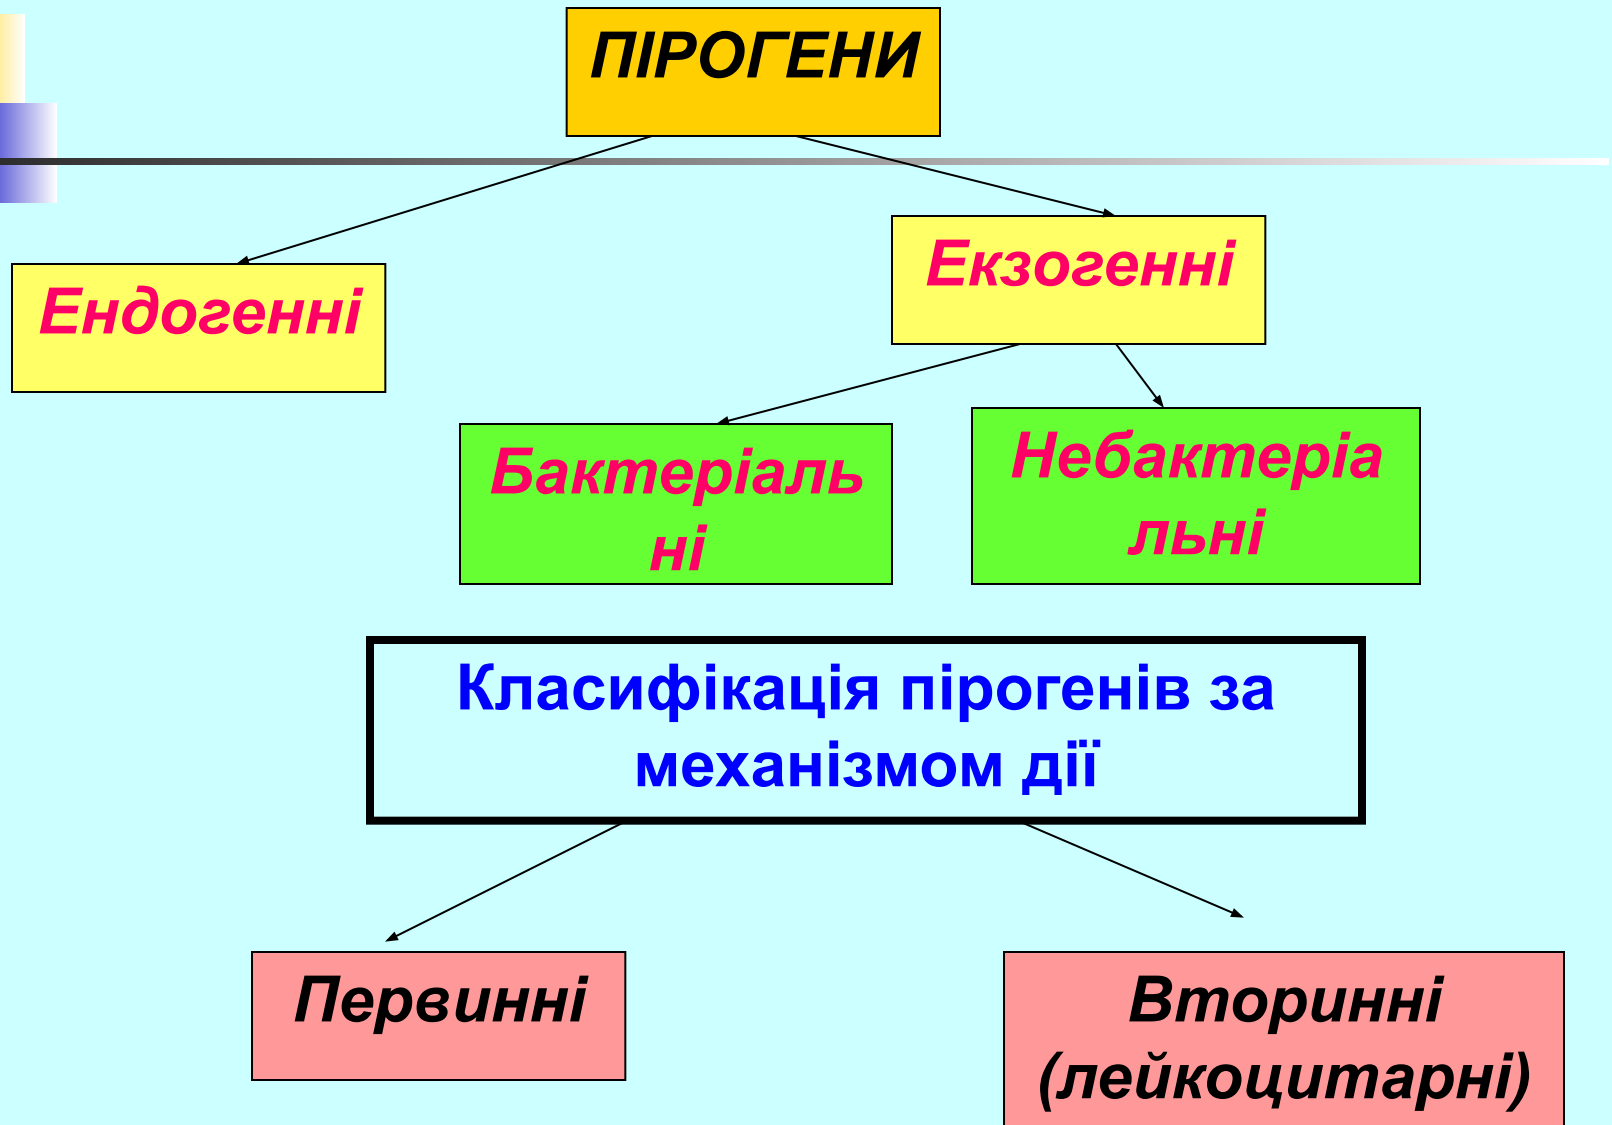 ПІРОГЕНИ
Екзогенні
Ендогенні
Бактеріаль
ні
Небактеріа
льні
Класифікація пірогенів за
механізмом дії
Первинні
Вторинні
(лейкоцитарні)